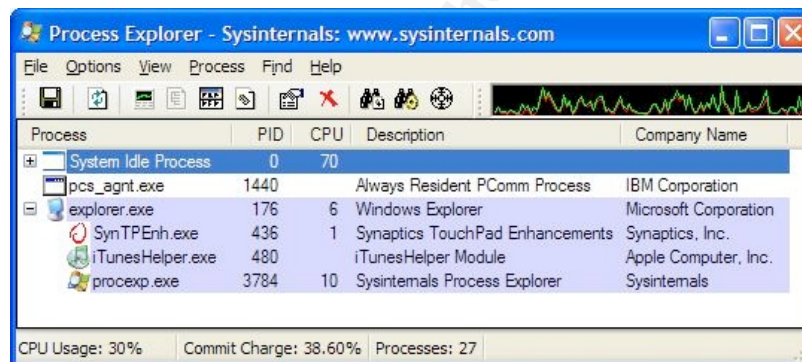 Process Explorer - Sysinternals: www.sysinternals.com
File Options View Process Find Help
Process PID CPU Description Company Name
System Idle Process 0 70
pcs_agnt.exe 1440 Always Resident PComm Process IBM Corporation
explorer.exe 176 6 Windows Explorer Microsoft Corporation
SynTPEnh.exe 436 1 Synaptics TouchPad Enhancements Synaptics, Inc.
iTunesHelper.exe 480 iTunesHelper Module Apple Computer, Inc.
procexp.exe 3784 10 Sysinternals Process Explorer Sysinternals
CPU Usage: 30% Commit Charge: 38.60% Processes: 27